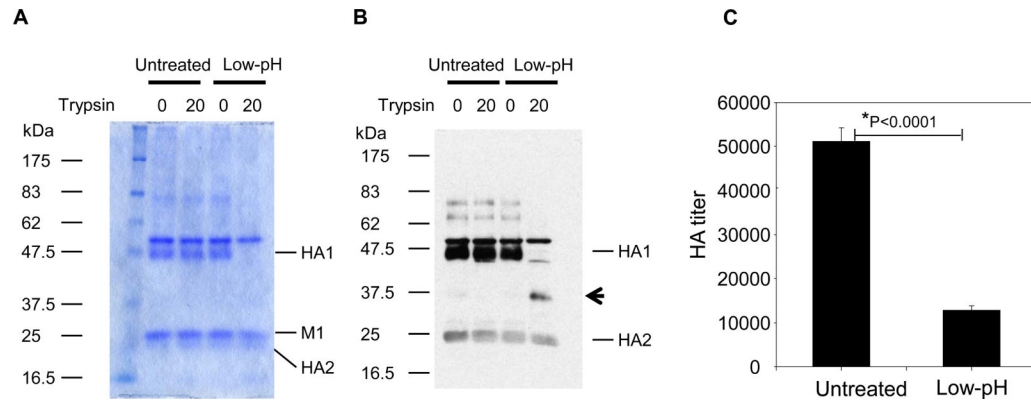 A
Untreated Low-pH
Trypsin 0 20 0 20
kDa
175
83
62
47.5
37.5
25
16.5
HA1
M1
HA2
B
Untreated Low-pH
Trypsin 0 20 0 20
kDa
175
83
62
47.5
37.5
25
16.5
HA1
HA2
C
HA titer
60000
50000
40000
30000
20000
10000
0
*P<0.0001
Untreated Low-pH